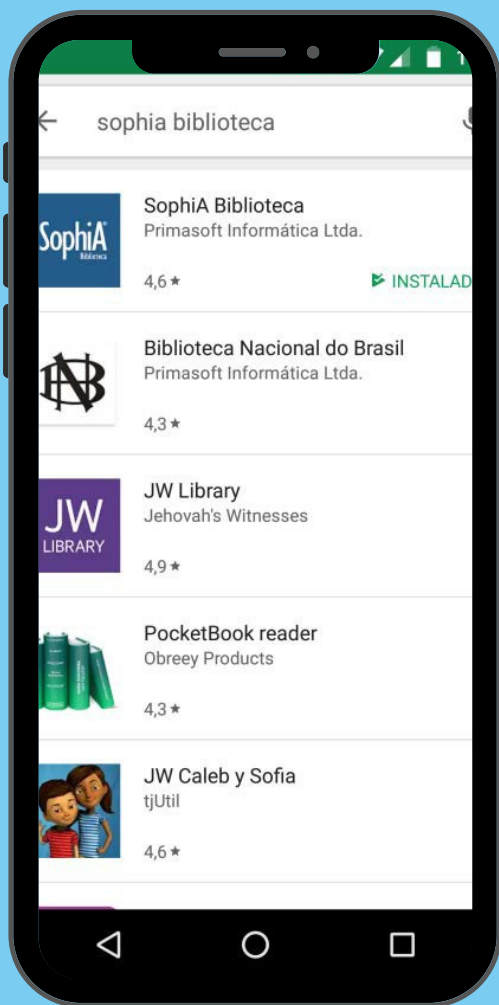 sophia biblioteca
SophiA
Biblioteca
SophiA Biblioteca
Primasoft Informática Ltda.
4,6 ★
INSTALAD
Biblioteca Nacional do Brasil
Primasoft Informática Ltda.
4,3 ★
JW
LIBRARY
JW Library
Jehovah's Witnesses
4,9 ★
PocketBook reader
Obreey Products
4,3 ★
JW Caleb y Sofia
tjUtil
4,6 ★